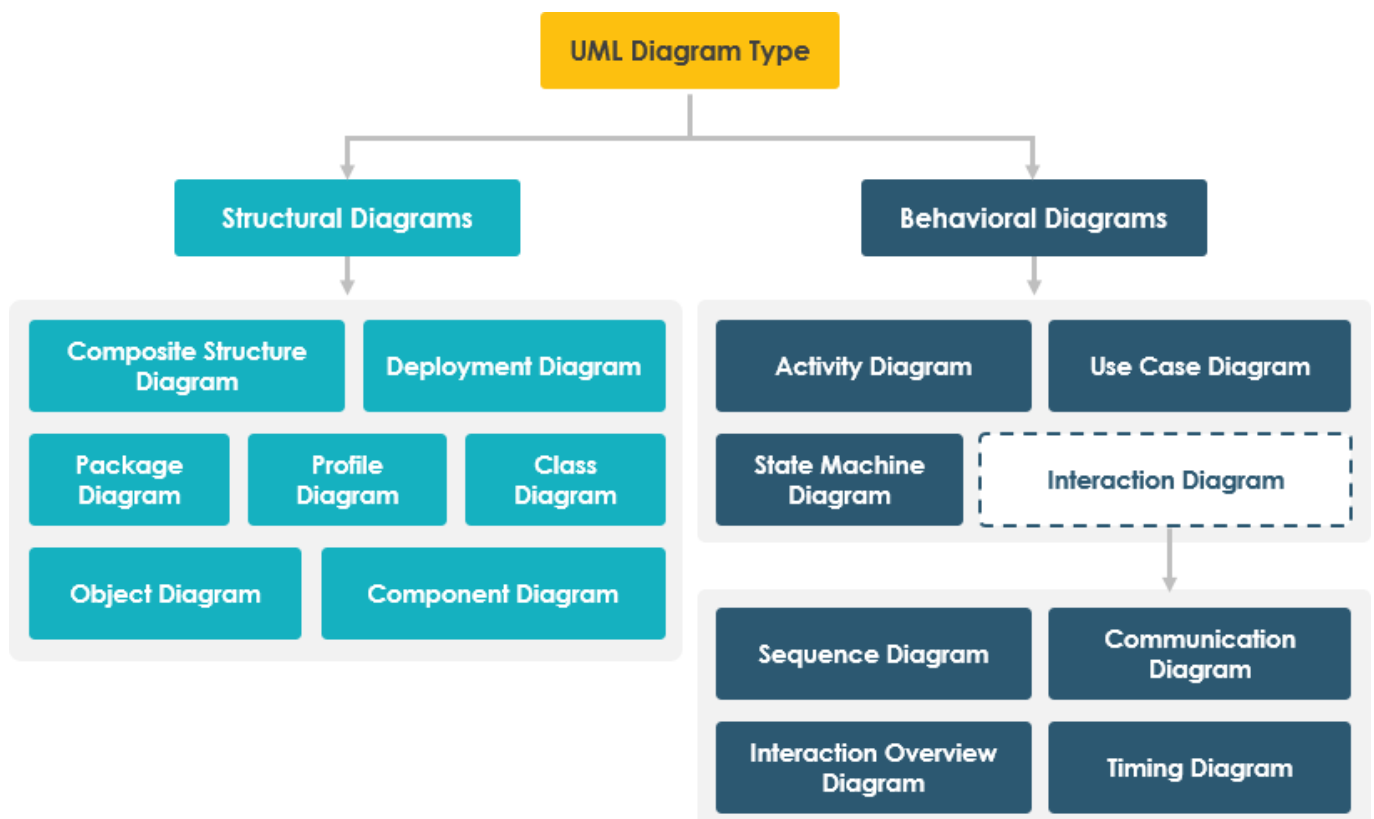 UML Diagram Type
Structural Diagrams
Behavioral Diagrams
Composite Structure
Diagram
Deployment Diagram
Package
Diagram
Profile
Diagram
Class
Diagram
Object Diagram
Component Diagram
Activity Diagram
Use Case Diagram
State Machine
Diagram
Interaction Diagram
Sequence Diagram
Communication
Diagram
Interaction Overview
Diagram
Timing Diagram